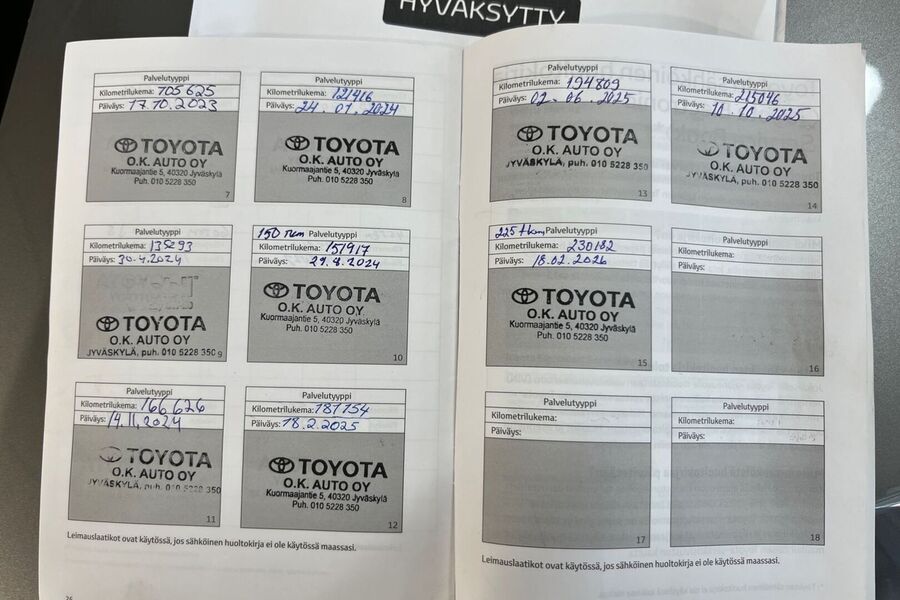 HYVÄKSYTTY
Palvelutyyppi
Kilometrilukema: 105625
Päiväys: 17.10.2023
TOYOTA
O.K. AUTO OY
Kuormaajantie 5, 40320 Jyväskylä
Puh. 010 5228 350
7
Palvelutyyppi
Kilometrilukema: 121416
Päiväys: 24.01.2024
TOYOTA
O.K. AUTO OY
Kuormaajantie 5, 40320 Jyväskylä
Puh. 010 5228 350
8
Palvelutyyppi
Kilometrilukema: 135293
Päiväys: 30.4.2024
TOYOTA
O.K. AUTO OY
JYVÄSKYLÄ, puh. 010 5228 350
9
150 tkm Palvelutyyppi
Kilometrilukema: 151917
Päiväys: 29.8.2024
TOYOTA
O.K. AUTO OY
Kuormaajantie 5, 40320 Jyväskylä
Puh. 010 5228 350
10
Palvelutyyppi
Kilometrilukema: 166626
Päiväys: 14.11.2024
TOYOTA
O.K. AUTO OY
JYVÄSKYLÄ, puh. 010 5228 350
11
Palvelutyyppi
Kilometrilukema: 181154
Päiväys: 18.2.2025
TOYOTA
O.K. AUTO OY
Kuormaajantie 5, 40320 Jyväskylä
Puh. 010 5228 350
12
Leimauslaatikot ovat käytössä, jos sähköinen huoltokirja ei ole käytössä maassasi.
Palvelutyyppi
Kilometrilukema: 194809
Päiväys: 02.06.2025
TOYOTA
O.K. AUTO OY
JYVÄSKYLÄ, puh. 010 5228 350
13
Palvelutyyppi
Kilometrilukema: 215046
Päiväys: 10.10.2025
TOYOTA
O.K. AUTO OY
JYVÄSKYLÄ, puh. 010 5228 350
14
225 tkm Palvelutyyppi
Kilometrilukema: 230182
Päiväys: 18.02.2026
TOYOTA
O.K. AUTO OY
Kuormaajantie 5, 40320 Jyväskylä
Puh. 010 5228 350
15
Palvelutyyppi
Kilometrilukema:
Päiväys:
16
Palvelutyyppi
Kilometrilukema:
Päiväys:
17
Palvelutyyppi
Kilometrilukema:
Päiväys:
18
Leimauslaatikot ovat käytössä, jos sähköinen huoltokirja ei ole käytössä maassasi.